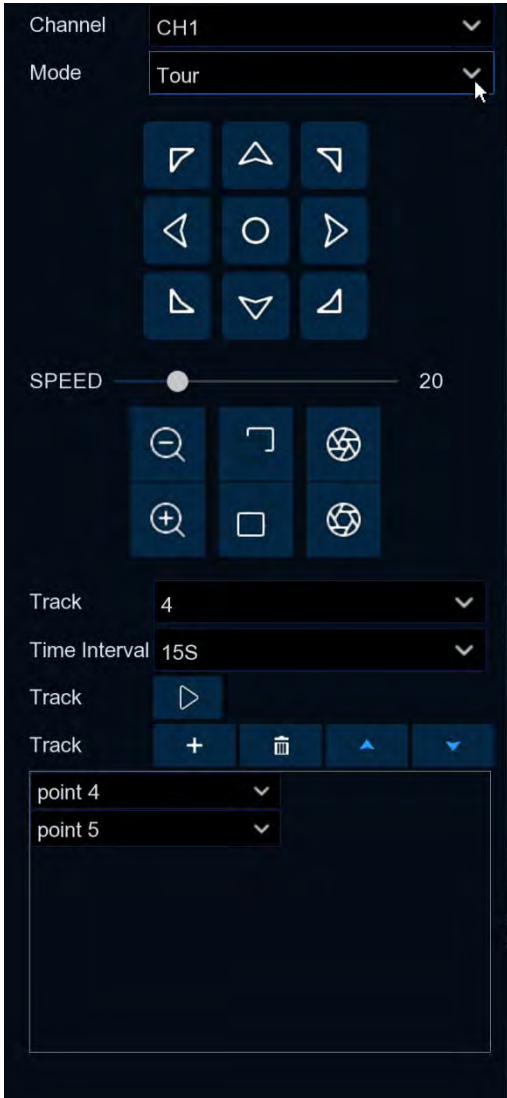 Channel CH1
Mode Tour
SPEED 20
Track 4
Time Interval 15S
Track
Track
point 4
point 5